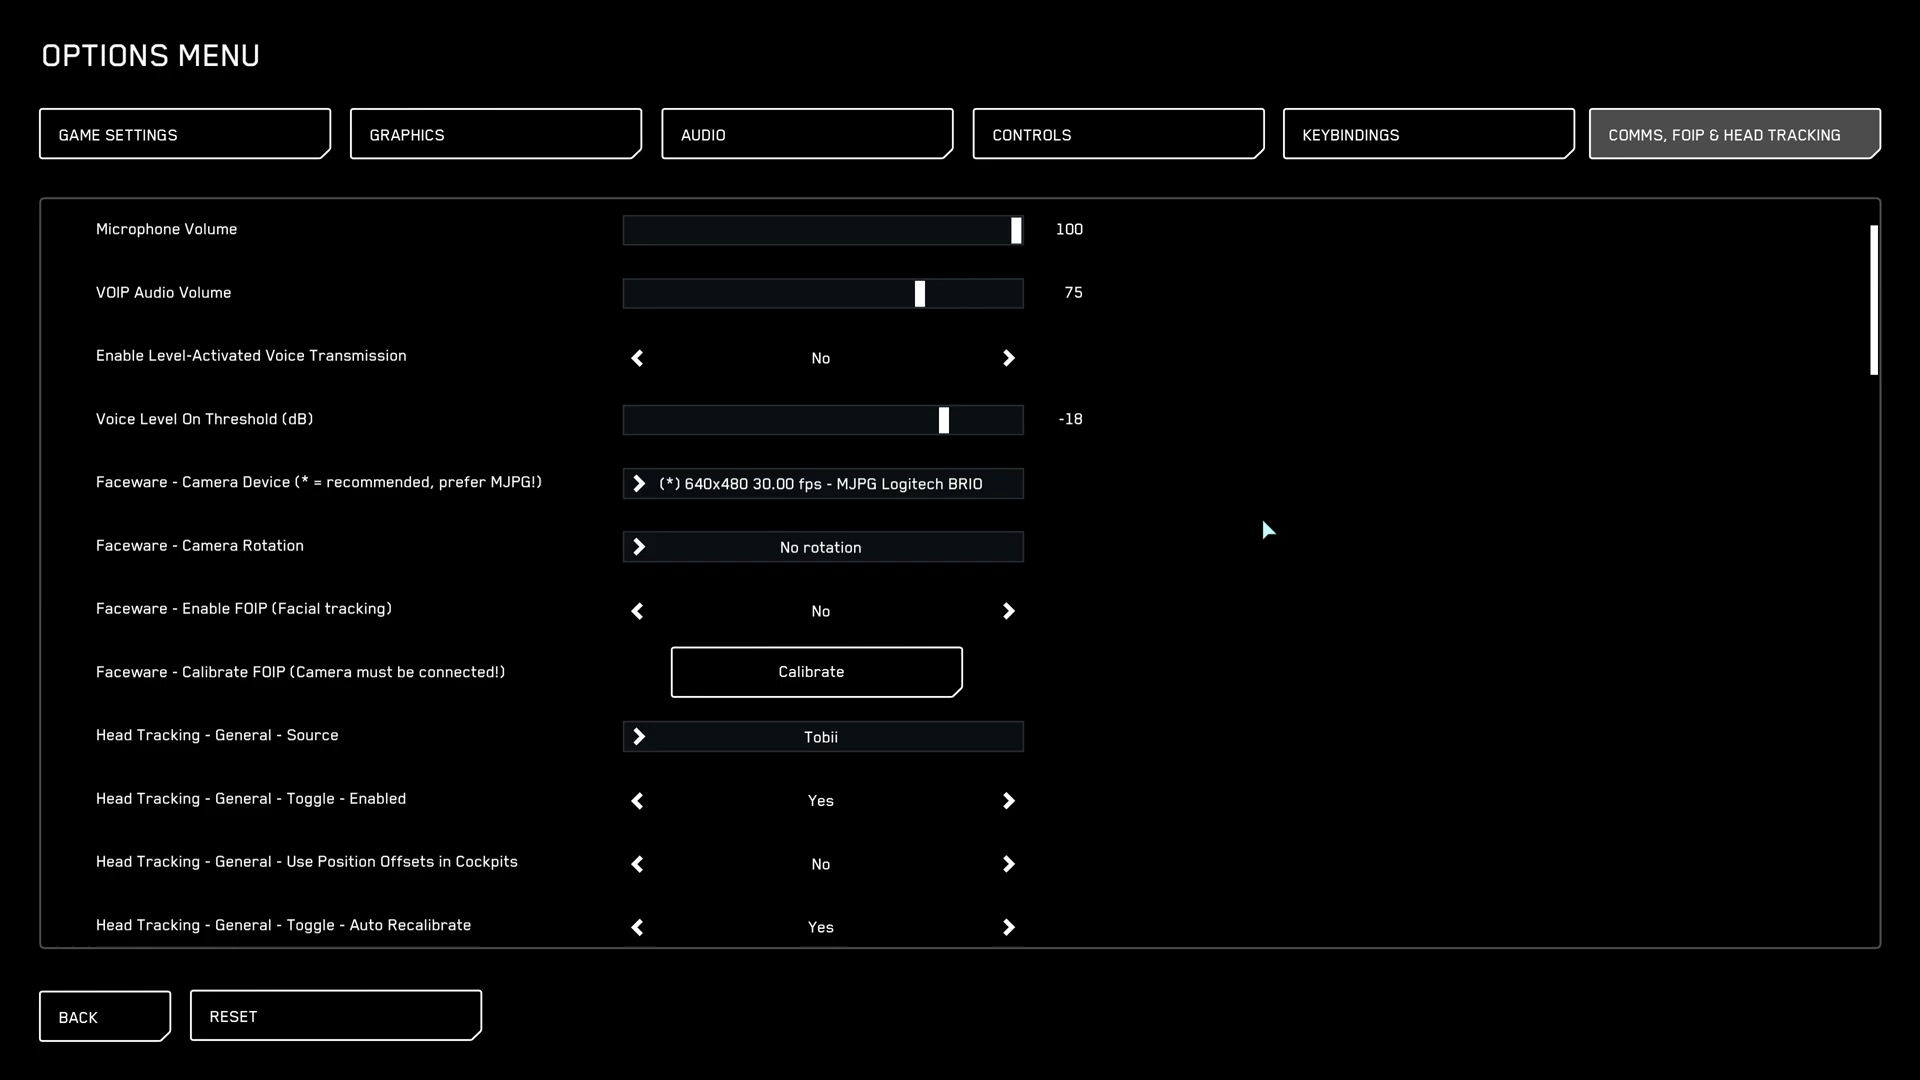 OPTIONS MENU
GAME SETTINGS
GRAPHICS
AUDIO
CONTROLS
KEYBINDINGS
COMMS, FOIP & HEAD TRACKING
Microphone Volume
100
VOIP Audio Volume
75
Enable Level-Activated Voice Transmission
No
Voice Level On Threshold (dB)
-18
Faceware - Camera Device (* = recommended, prefer MJPG!)
(*) 640x480 30.00 fps - MJPG Logitech BRIO
Faceware - Camera Rotation
No rotation
Faceware - Enable FOIP (Facial tracking)
No
Faceware - Calibrate FOIP (Camera must be connected!)
Calibrate
Head Tracking - General - Source
Tobii
Head Tracking - General - Toggle - Enabled
Yes
Head Tracking - General - Use Position Offsets in Cockpits
No
Head Tracking - General - Toggle - Auto Recalibrate
Yes
BACK
RESET